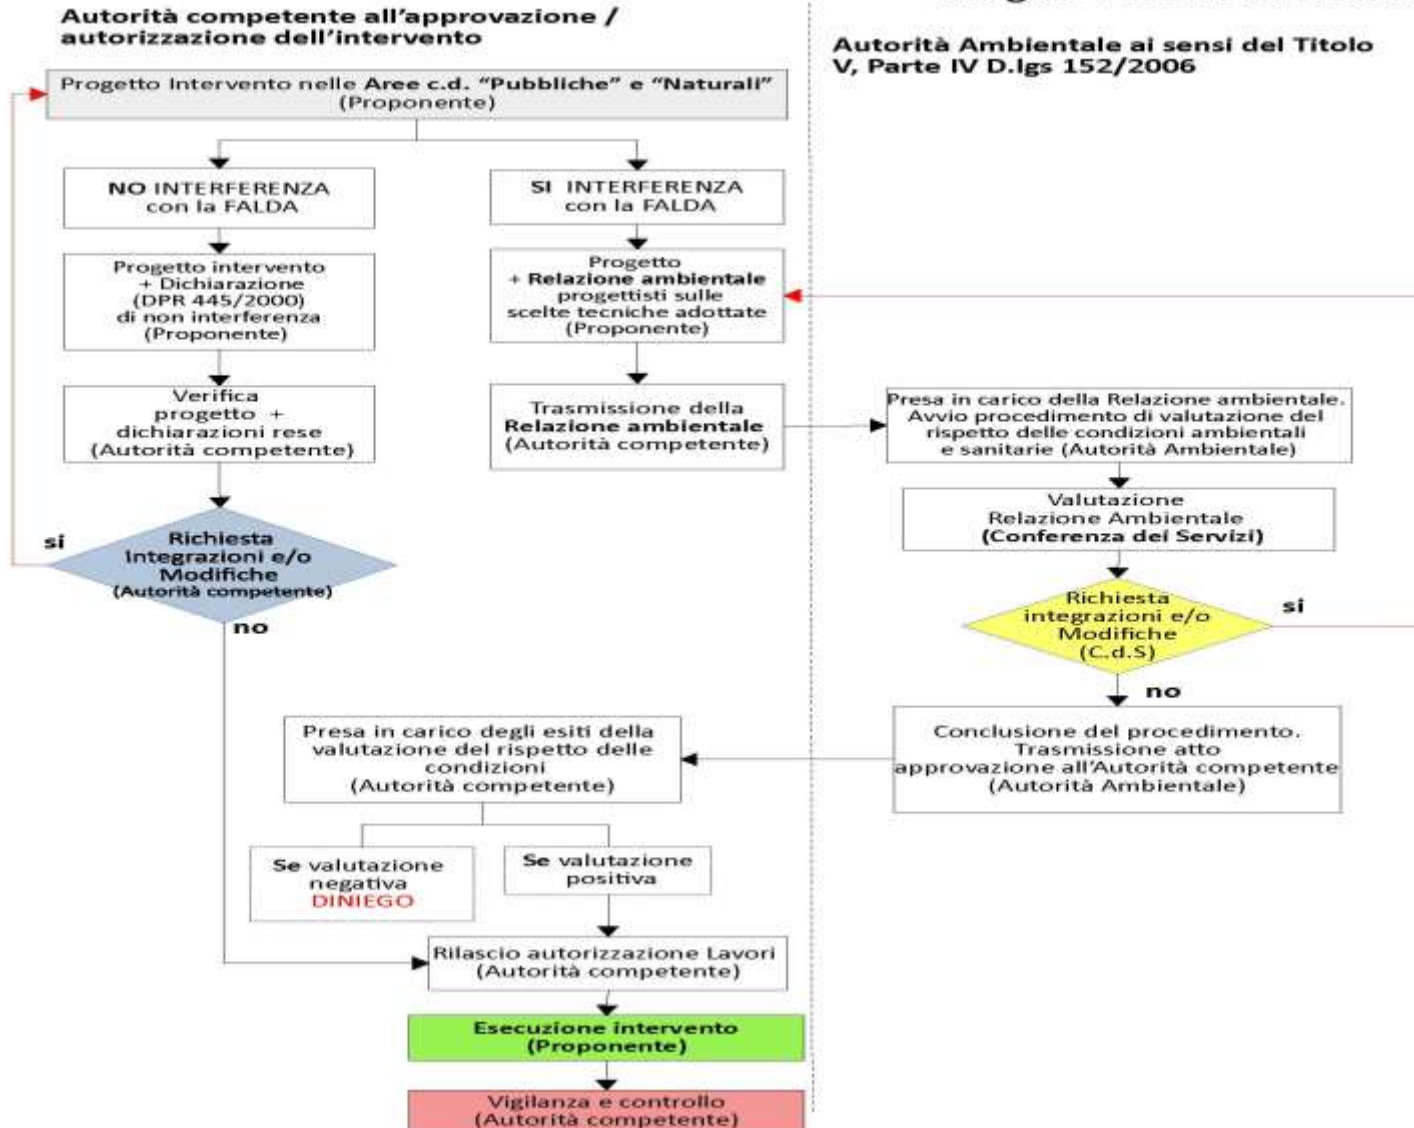 Autorità competente all'approvazione /
autorizzazione dell'intervento
Autorità Ambientale ai sensi del Titolo
V, Parte IV D.lgs 152/2006
Progetto Intervento nelle Aree c.d. "Pubbliche" e "Naturali"
(Proponente)
NO INTERFERENZA
con la FALDA
SI INTERFERENZA
con la FALDA
Progetto intervento
+ Dichiarazione
(DPR 445/2000)
di non interferenza
(Proponente)
Progetto
+ Relazione ambientale
progettisti sulle
scelte tecniche adottate
(Proponente)
Verifica
progetto +
dichiarazioni rese
(Autorità competente)
Trasmissione della
Relazione ambientale
(Autorità competente)
Presa in carico della Relazione ambientale.
Avvio procedimento di valutazione del
rispetto delle condizioni ambientali
e sanitarie (Autorità Ambientale)
Valutazione
Relazione Ambientale
(Conferenza dei Servizi)
si
Richiesta
Integrazioni e/o
Modifiche
(Autorità competente)
no
Richiesta
integrazioni e/o
Modifiche
(C.d.S)
si
no
Presa in carico degli esiti della
valutazione del rispetto delle
condizioni
(Autorità competente)
Conclusione del procedimento.
Trasmissione atto
approvazione all'Autorità competente
(Autorità Ambientale)
Se valutazione
negativa
DINIEGO
Se valutazione
positiva
Rilascio autorizzazione Lavori
(Autorità competente)
Esecuzione intervento
(Proponente)
Vigilanza e controllo
(Autorità competente)